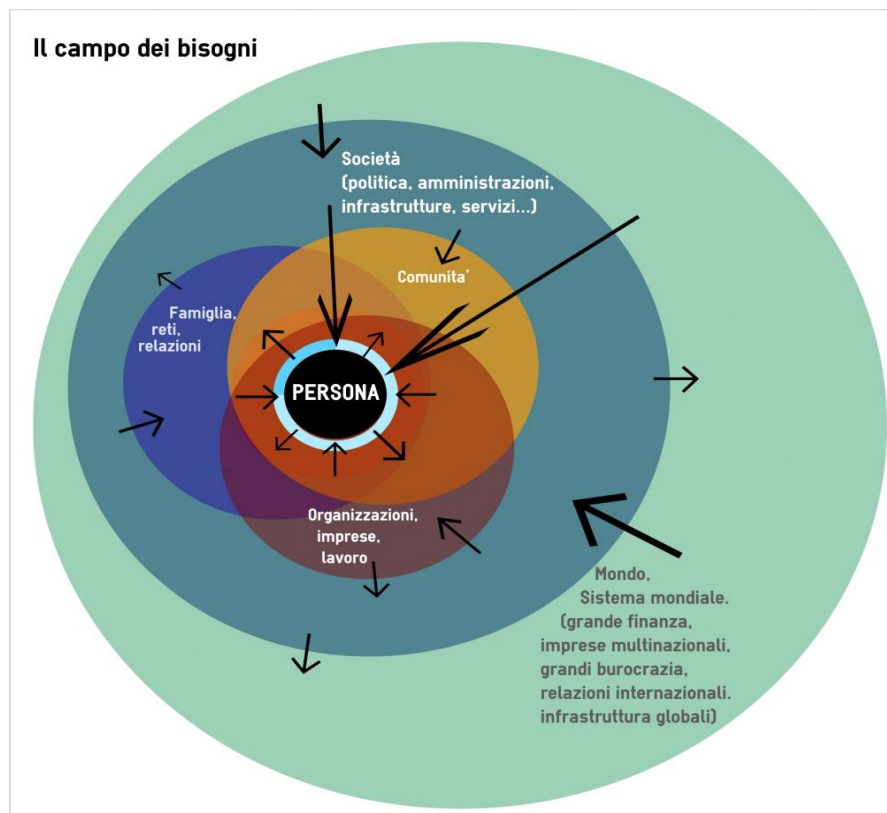 Il campo dei bisogni
Società
(politica, amministrazioni,
infrastrutture, servizi...)
Comunita'
Famiglia,
reti,
relazioni
PERSONA
Organizzazioni,
imprese,
lavoro
Mondo,
Sistema mondiale.
(grande finanza,
imprese multinazionali,
grandi burocrazia,
relazioni internazionali.
infrastruttura globali)